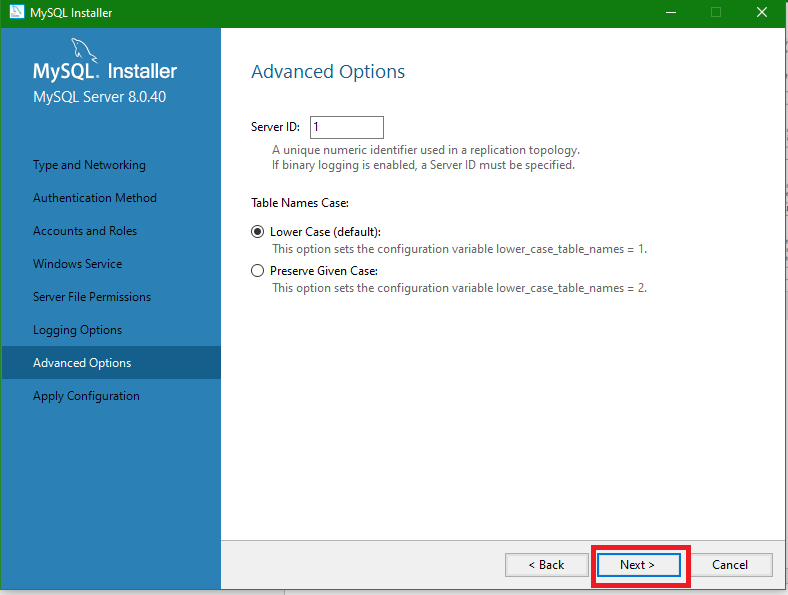 MySQL Installer
MySQL. Installer
MySQL Server 8.0.40
Type and Networking
Authentication Method
Accounts and Roles
Windows Service
Server File Permissions
Logging Options
Advanced Options
Apply Configuration
Advanced Options
Server ID: 1
A unique numeric identifier used in a replication topology.
If binary logging is enabled, a Server ID must be specified.
Table Names Case:
Lower Case (default):
This option sets the configuration variable lower_case_table_names = 1.
Preserve Given Case:
This option sets the configuration variable lower_case_table_names = 2.
< Back Next > Cancel